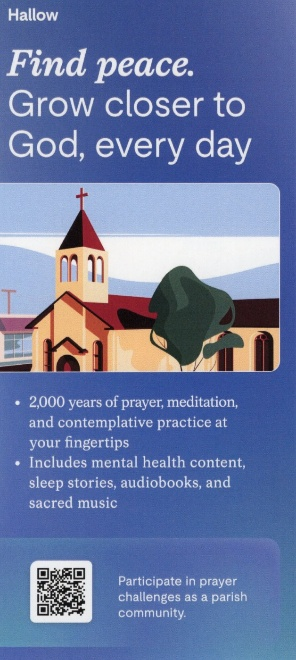 Hallow
Find peace.
Grow closer to
God, every day
• 2,000 years of prayer, meditation,
and contemplative practice at
your fingertips
• Includes mental health content,
sleep stories, audiobooks, and
sacred music
Participate in prayer
challenges as a parish
community.